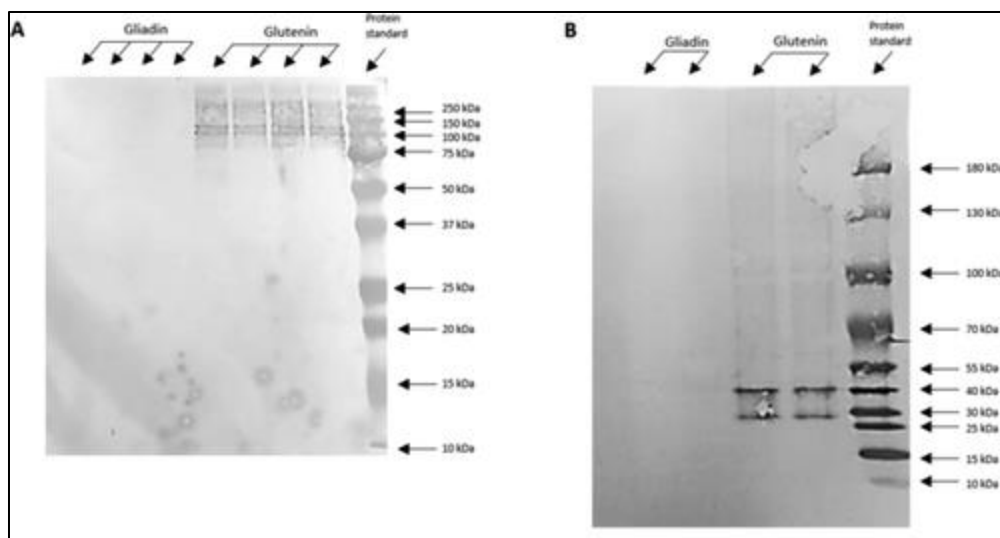 A
Gliadin
Glutenin
Protein
standard
250 kDa
150 kDa
100 kDa
75 kDa
50 kDa
37 kDa
25 kDa
20 kDa
15 kDa
10 kDa
B
Gliadin
Glutenin
Protein
standard
180 kDa
130 kDa
100 kDa
70 kDa
55 kDa
40 kDa
30 kDa
25 kDa
15 kDa
10 kDa